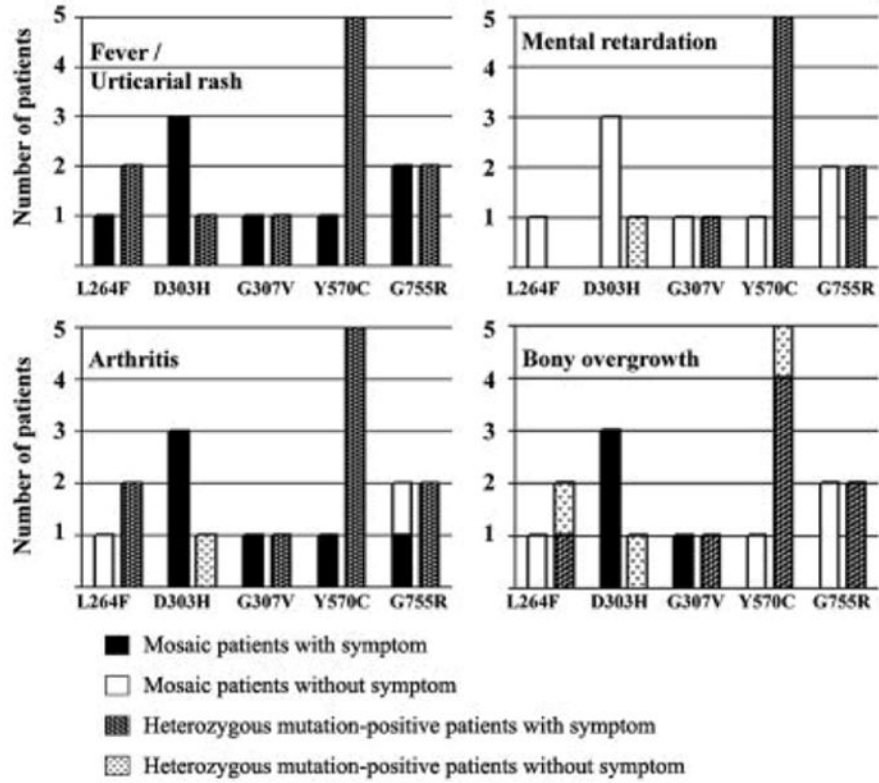 Number of patients
5
4
3
2
1
Fever /
Urticarial rash
L264F D303H G307V Y570C G755R
5
4
3
2
1
Mental retardation
L264F D303H G307V Y570C G755R
Number of patients
5
4
3
2
1
Arthritis
L264F D303H G307V Y570C G755R
5
4
3
2
1
Bony overgrowth
L264F D303H G307V Y570C G755R
Mosaic patients with symptom
Mosaic patients without symptom
Heterozygous mutation-positive patients with symptom
Heterozygous mutation-positive patients without symptom